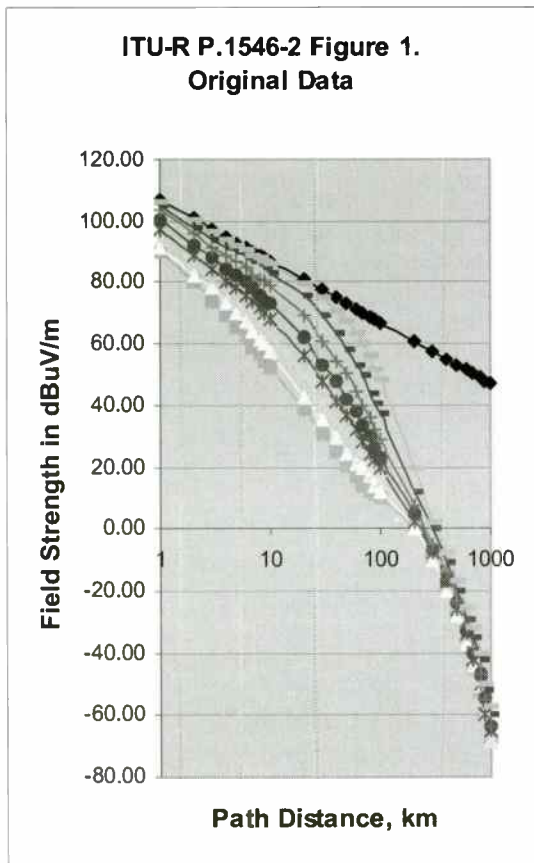 ITU-R P.1546-2 Figure 1.
Original Data
120.00
100.00
80.00
60.00
40.00
20.00
0.00
-20.00
-40.00
-60.00
-80.00
1 10 100 1000
Field Strength in dBuV/m
Path Distance, km